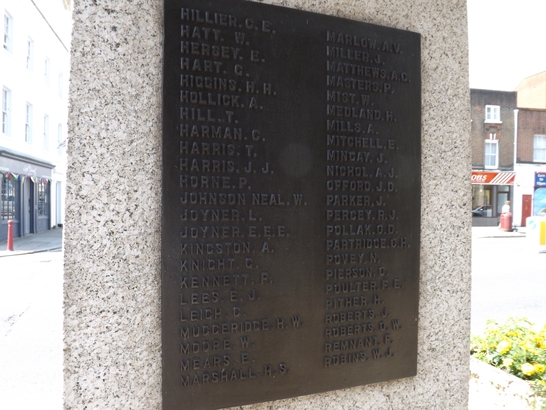 HILLIER, C. E.
HATT, W.
HERSEY, E.
HART, C.
HIGGINS, H. H.
HOLLICK, A.
HILL, T.
HARMAN, C.
HARRIS, T.
HARRIS, J. J.
HORNE, P.
JOHNSON NEAL, W.
JOYNER, L.
JOYNER, E. E. E.
KINGSTON, A.
KNIGHT C.
KENNETT, R.
LEES, E. J.
LEIGH, C.
MUGGERIDGE, H. W.
MOORE, W.
MEARS, E.
MARSHALL, H. S.
MARLOW, A. V.
MILLER, J.
MATTHEWS, A. C.
MASTERS, P.
MIST, W.
MEDLAND, H.
MILLS, A.
MITCHELL, E.
MINDAY, J.
NICHOL, A. J.
OFFORD, J. D.
PARKER, J.
PERCEY, R. J.
POLLAK, O. D.
PARTRIDGE, C. H.
POVEY, N.
PIERSON, C.
POULTER, F. E.
PITHER, H.
ROBERTS, J.
ROBERTS, D. W.
REMNANT, F.
ROBINS, W. J.